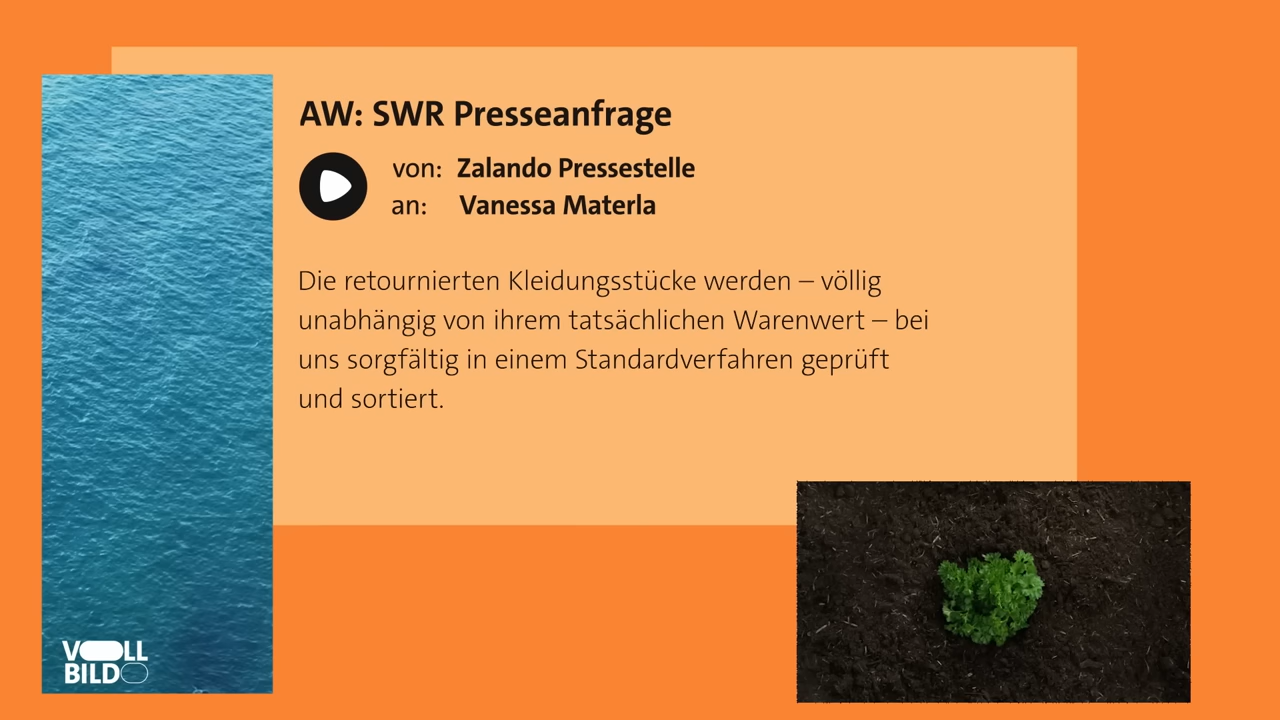 AW: SWR Presseanfrage
von: Zalando Pressestelle
an: Vanessa Materla
Die retournierten Kleidungsstücke werden – völlig
unabhängig von ihrem tatsächlichen Warenwert – bei
uns sorgfältig in einem Standardverfahren geprüft
und sortiert.
VOLL
BILD